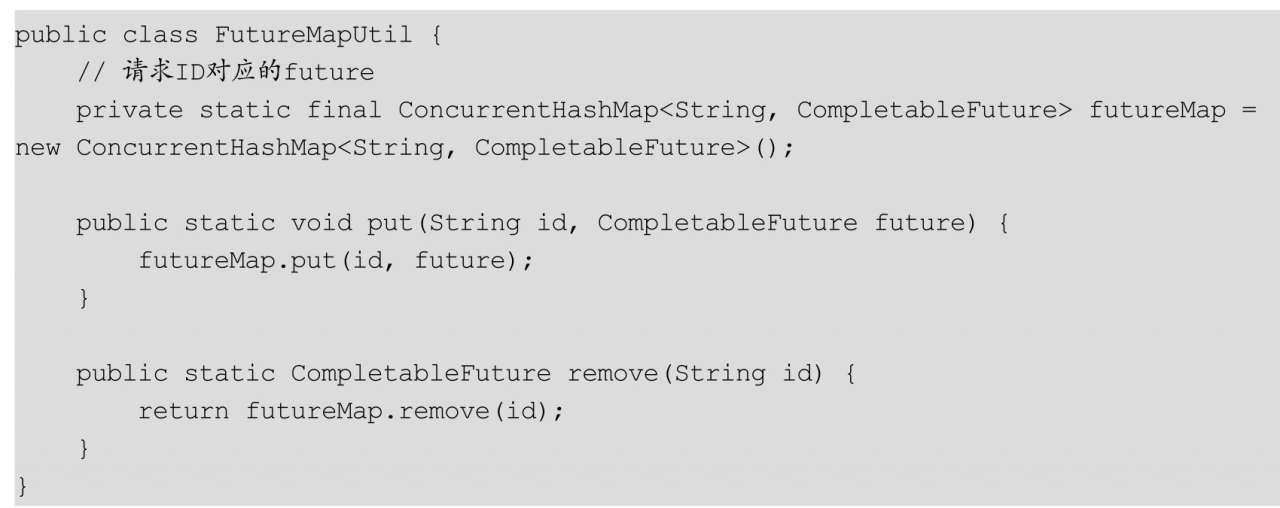 public class FutureMapUtil {
    // 请求ID对应的future
    private static final ConcurrentHashMap<String, CompletableFuture> futureMap =
new ConcurrentHashMap<String, CompletableFuture>();

    public static void put(String id, CompletableFuture future) {
        futureMap.put(id, future);
    }

    public static CompletableFuture remove(String id) {
        return futureMap.remove(id);
    }
}